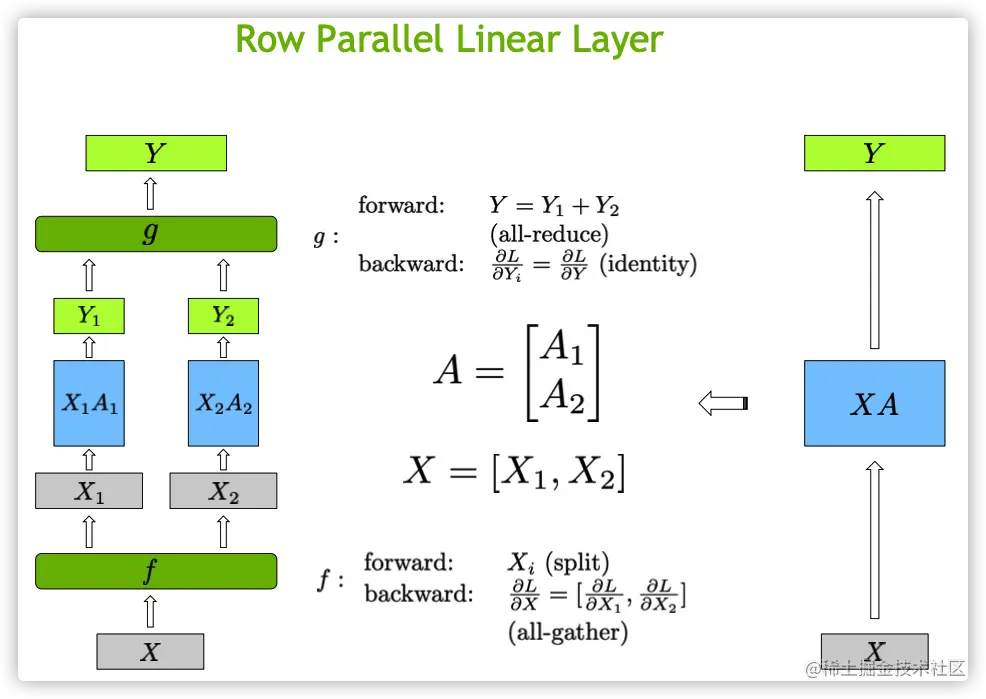 Row Parallel Linear Layer
Y
g
Y₁ Y₂
X₁A₁ X₂A₂
X₁ X₂
f
X
g :
forward: Y = Y₁ + Y₂
(all-reduce)
backward: ∂L/∂Yᵢ = ∂L/∂Y (identity)
A = [A₁
A₂]
X = [X₁, X₂]
f :
forward: Xᵢ (split)
backward: ∂L/∂X = [∂L/∂X₁, ∂L/∂X₂]
(all-gather)
Y
XA
X
@稀土掘金技术社区